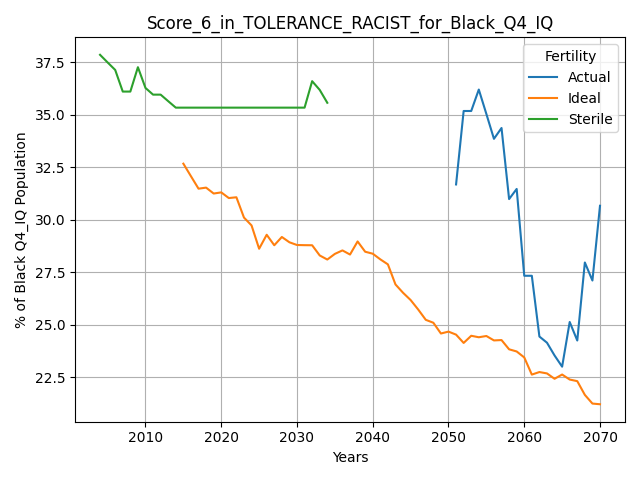 Score_6_in_TOLERANCE_RACIST_for_Black_Q4_IQ
Fertility
Actual
Ideal
Sterile
% of Black Q4_IQ Population
37.5
35.0
32.5
30.0
27.5
25.0
22.5
2010
2020
2030
2040
2050
2060
2070
Years